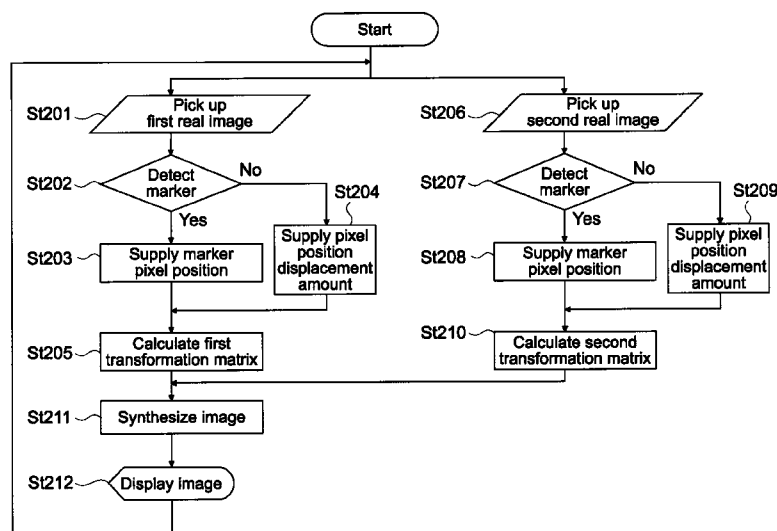 Start
St201
Pick up
first real image
St206
Pick up
second real image
St202
Detect
marker
No
St204
St207
Detect
marker
No
St209
Yes
Yes
St203
Supply marker
pixel position
Supply pixel
position
displacement
amount
St208
Supply marker
pixel position
Supply pixel
position
displacement
amount
St205
Calculate first
transformation matrix
St210
Calculate second
transformation matrix
St211
Synthesize image
St212
Display image